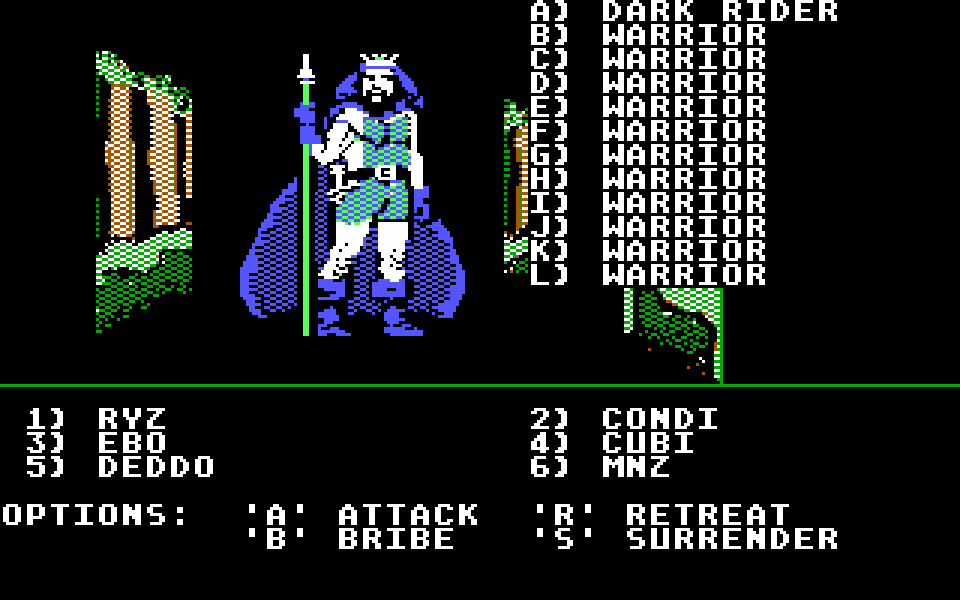 A) DARK RIDER
B) WARRIOR
C) WARRIOR
D) WARRIOR
E) WARRIOR
F) WARRIOR
G) WARRIOR
H) WARRIOR
I) WARRIOR
J) WARRIOR
K) WARRIOR
L) WARRIOR
1) RYZ 2) CONDI
3) EBO 4) CUBI
5) DEDDO 6) MNZ
OPTIONS: 'A' ATTACK 'R' RETREAT
'B' BRIBE 'S' SURRENDER